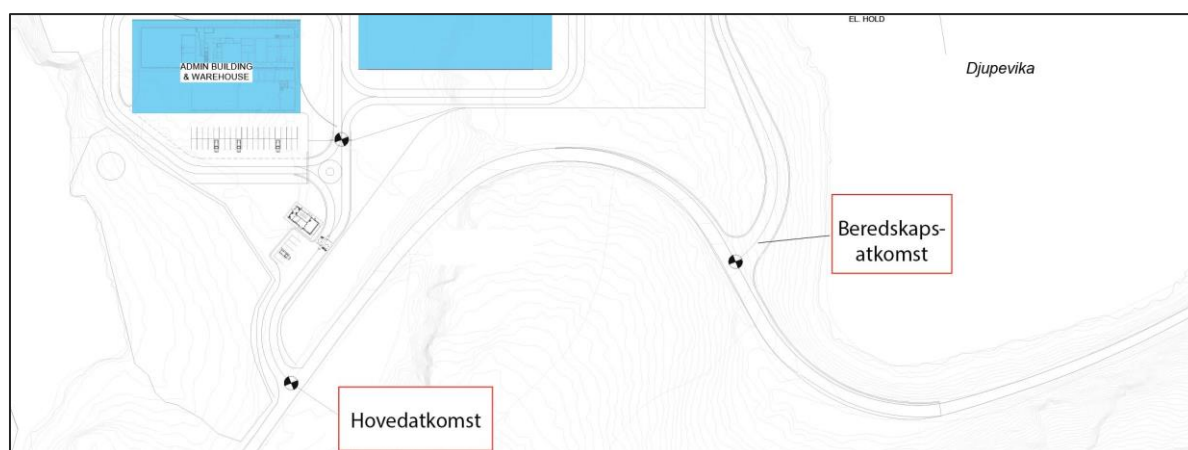 EL. HOLD
Djupevika
ADMIN BUILDING
& WAREHOUSE
Beredskaps-
atkomst
Hovedatkomst